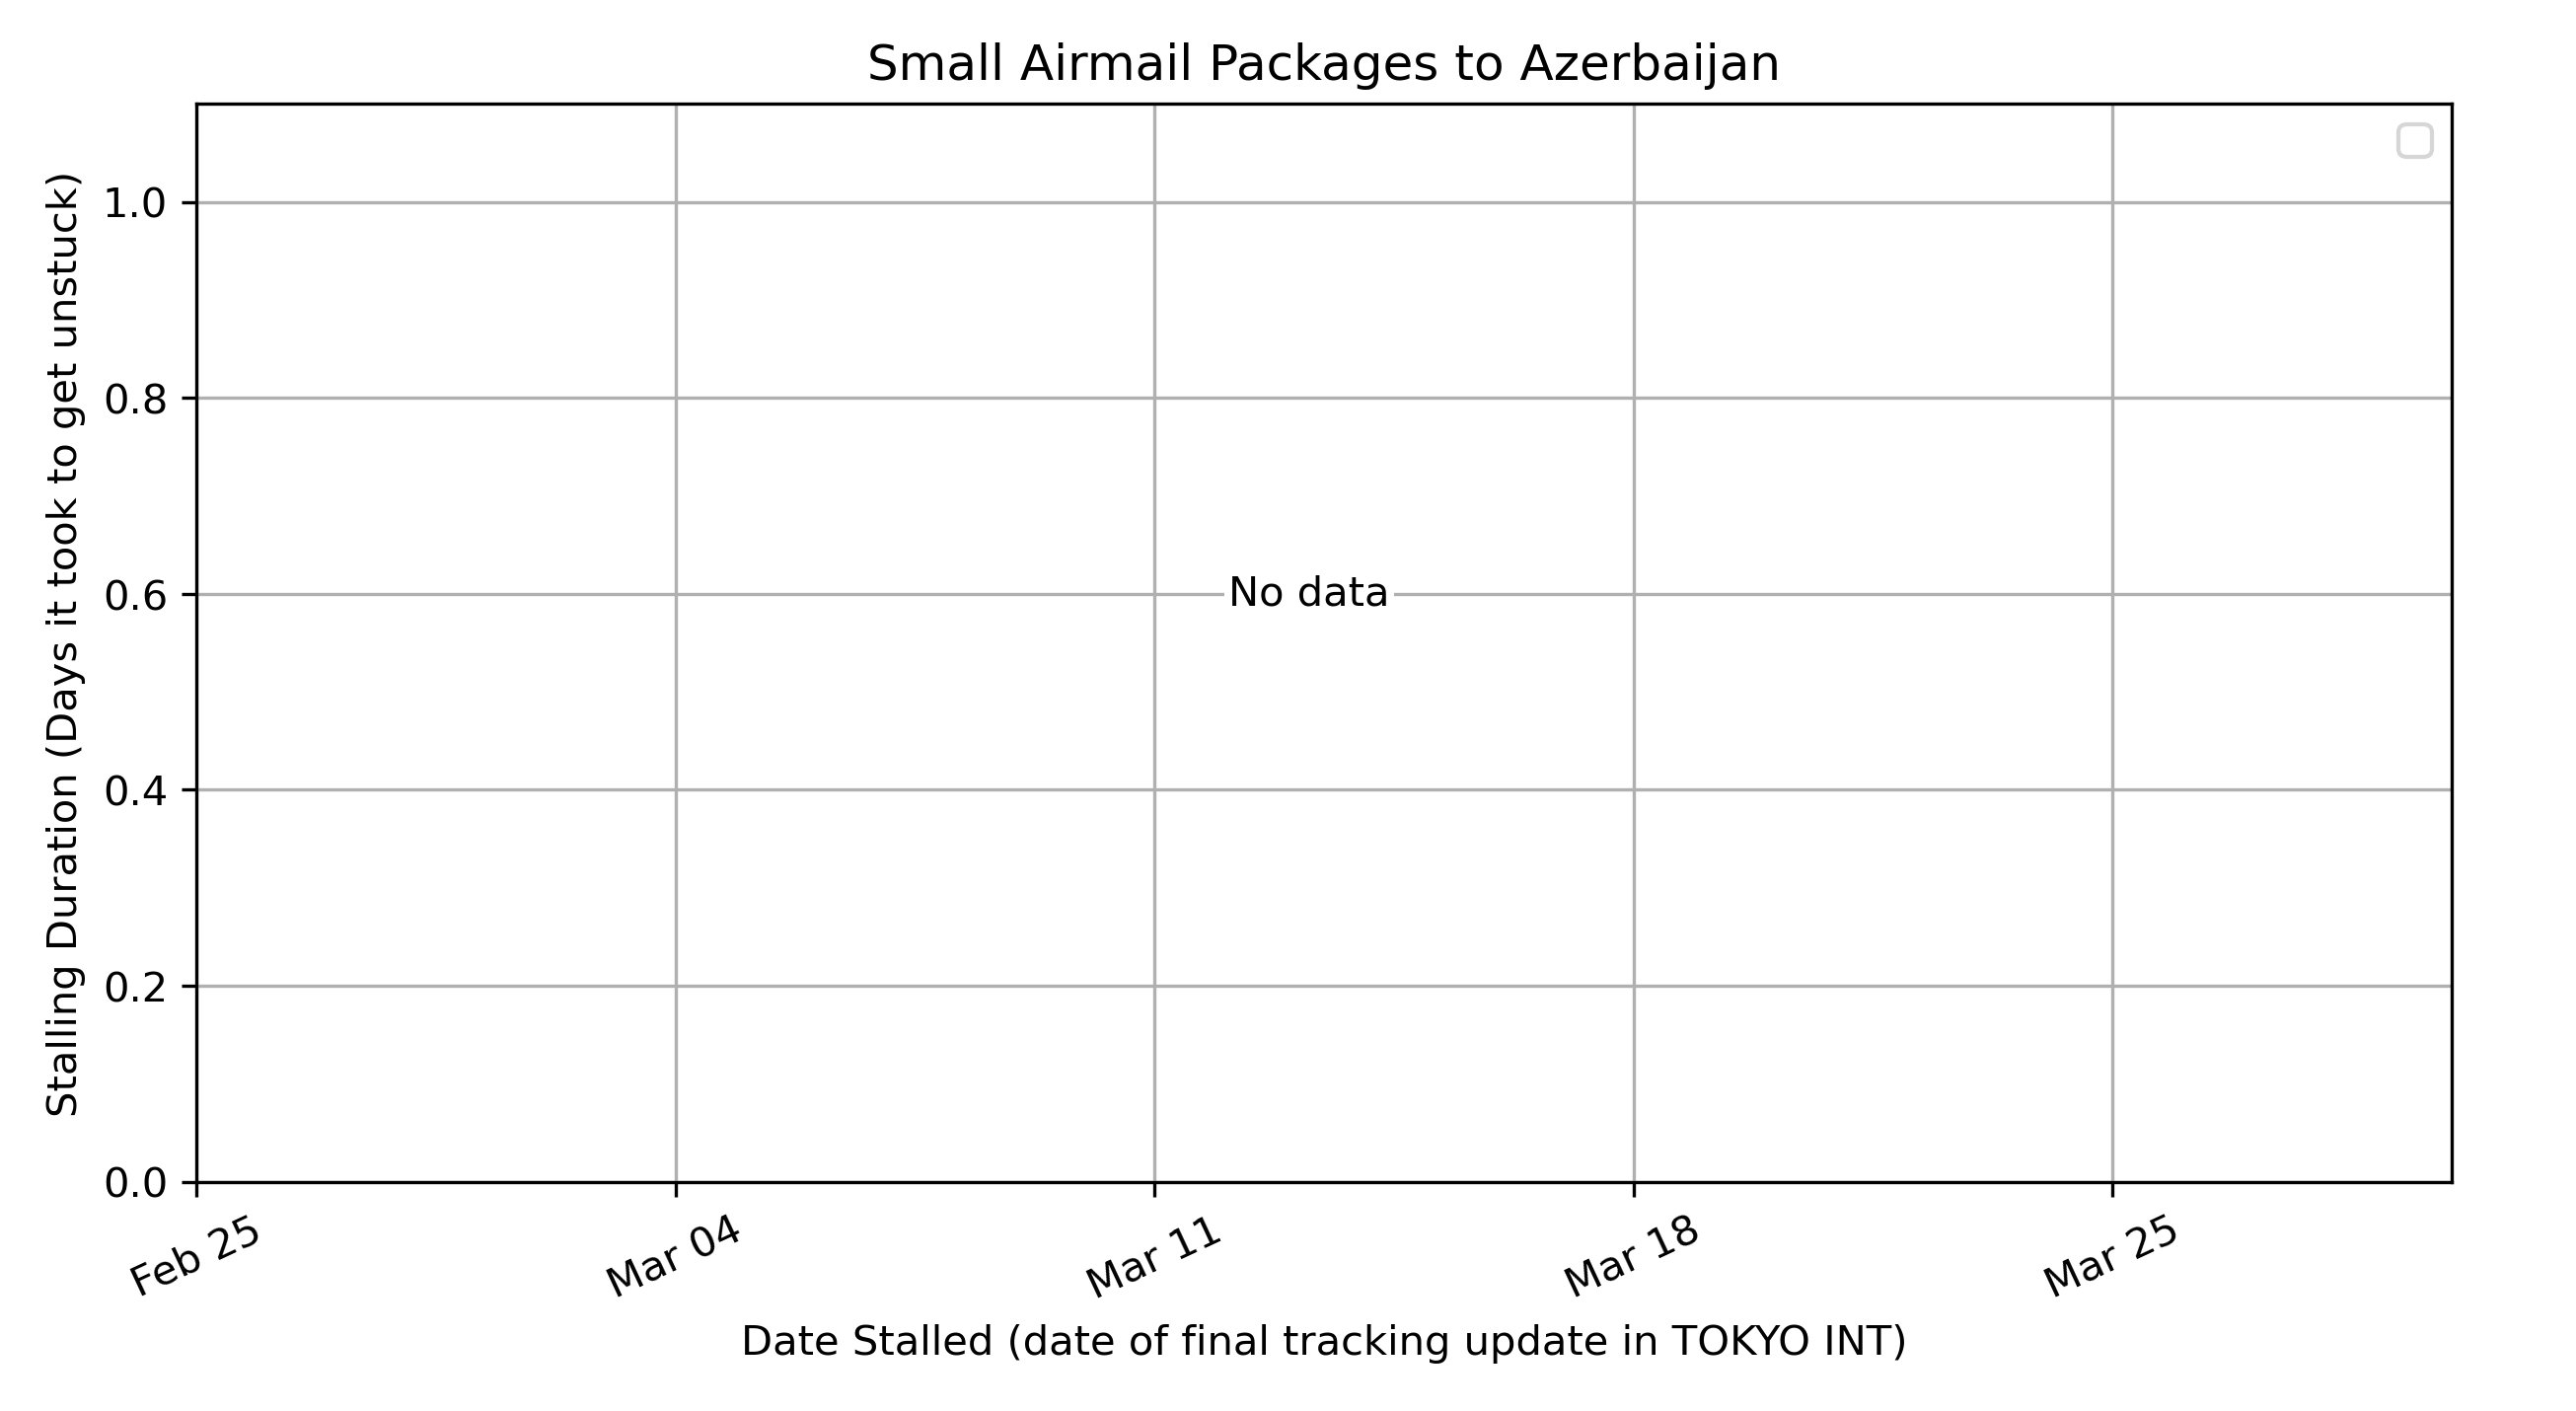 Small Airmail Packages to Azerbaijan
Stalling Duration (Days it took to get unstuck)
1.0
0.8
0.6
0.4
0.2
0.0
No data
Feb 25
Mar 04
Mar 11
Mar 18
Mar 25
Date Stalled (date of final tracking update in TOKYO INT)